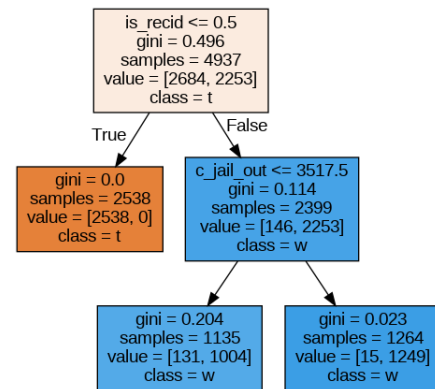 is_recid <= 0.5
gini = 0.496
samples = 4937
value = [2684, 2253]
class = t
True
False
gini = 0.0
samples = 2538
value = [2538, 0]
class = t
c_jail_out <= 3517.5
gini = 0.114
samples = 2399
value = [146, 2253]
class = w
gini = 0.204
samples = 1135
value = [131, 1004]
class = w
gini = 0.023
samples = 1264
value = [15, 1249]
class = w